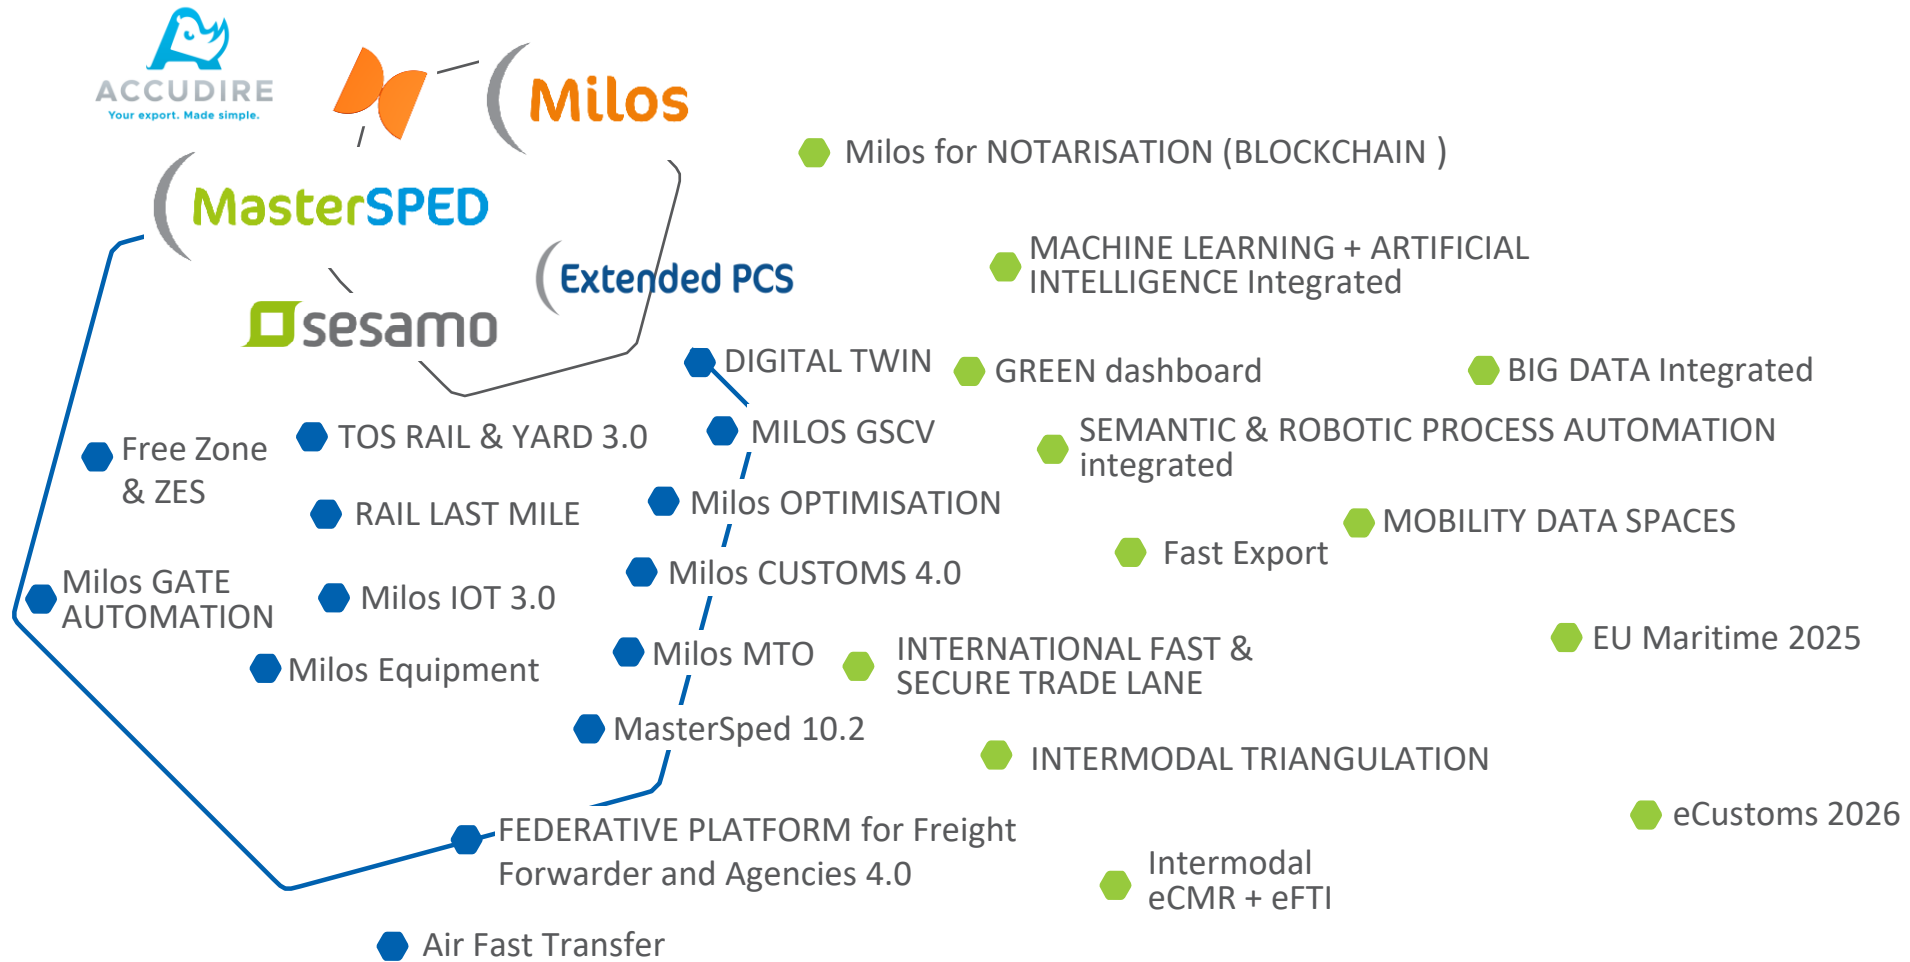 ACCUDIRE
Your export. Made simple.
Milos
MasterSPED
Extended PCS
sesamo
Milos for NOTARISATION (BLOCKCHAIN )
MACHINE LEARNING + ARTIFICIAL
INTELLIGENCE Integrated
DIGITAL TWIN
GREEN dashboard
BIG DATA Integrated
Free Zone
& ZES
TOS RAIL & YARD 3.0
MILOS GSCV
SEMANTIC & ROBOTIC PROCESS AUTOMATION
integrated
RAIL LAST MILE
Milos OPTIMISATION
MOBILITY DATA SPACES
Fast Export
Milos GATE
AUTOMATION
Milos IOT 3.0
Milos CUSTOMS 4.0
EU Maritime 2025
Milos Equipment
Milos MTO
INTERNATIONAL FAST &
SECURE TRADE LANE
MasterSped 10.2
INTERMODAL TRIANGULATION
eCustoms 2026
FEDERATIVE PLATFORM for Freight
Forwarder and Agencies 4.0
Intermodal
eCMR + eFTI
Air Fast Transfer